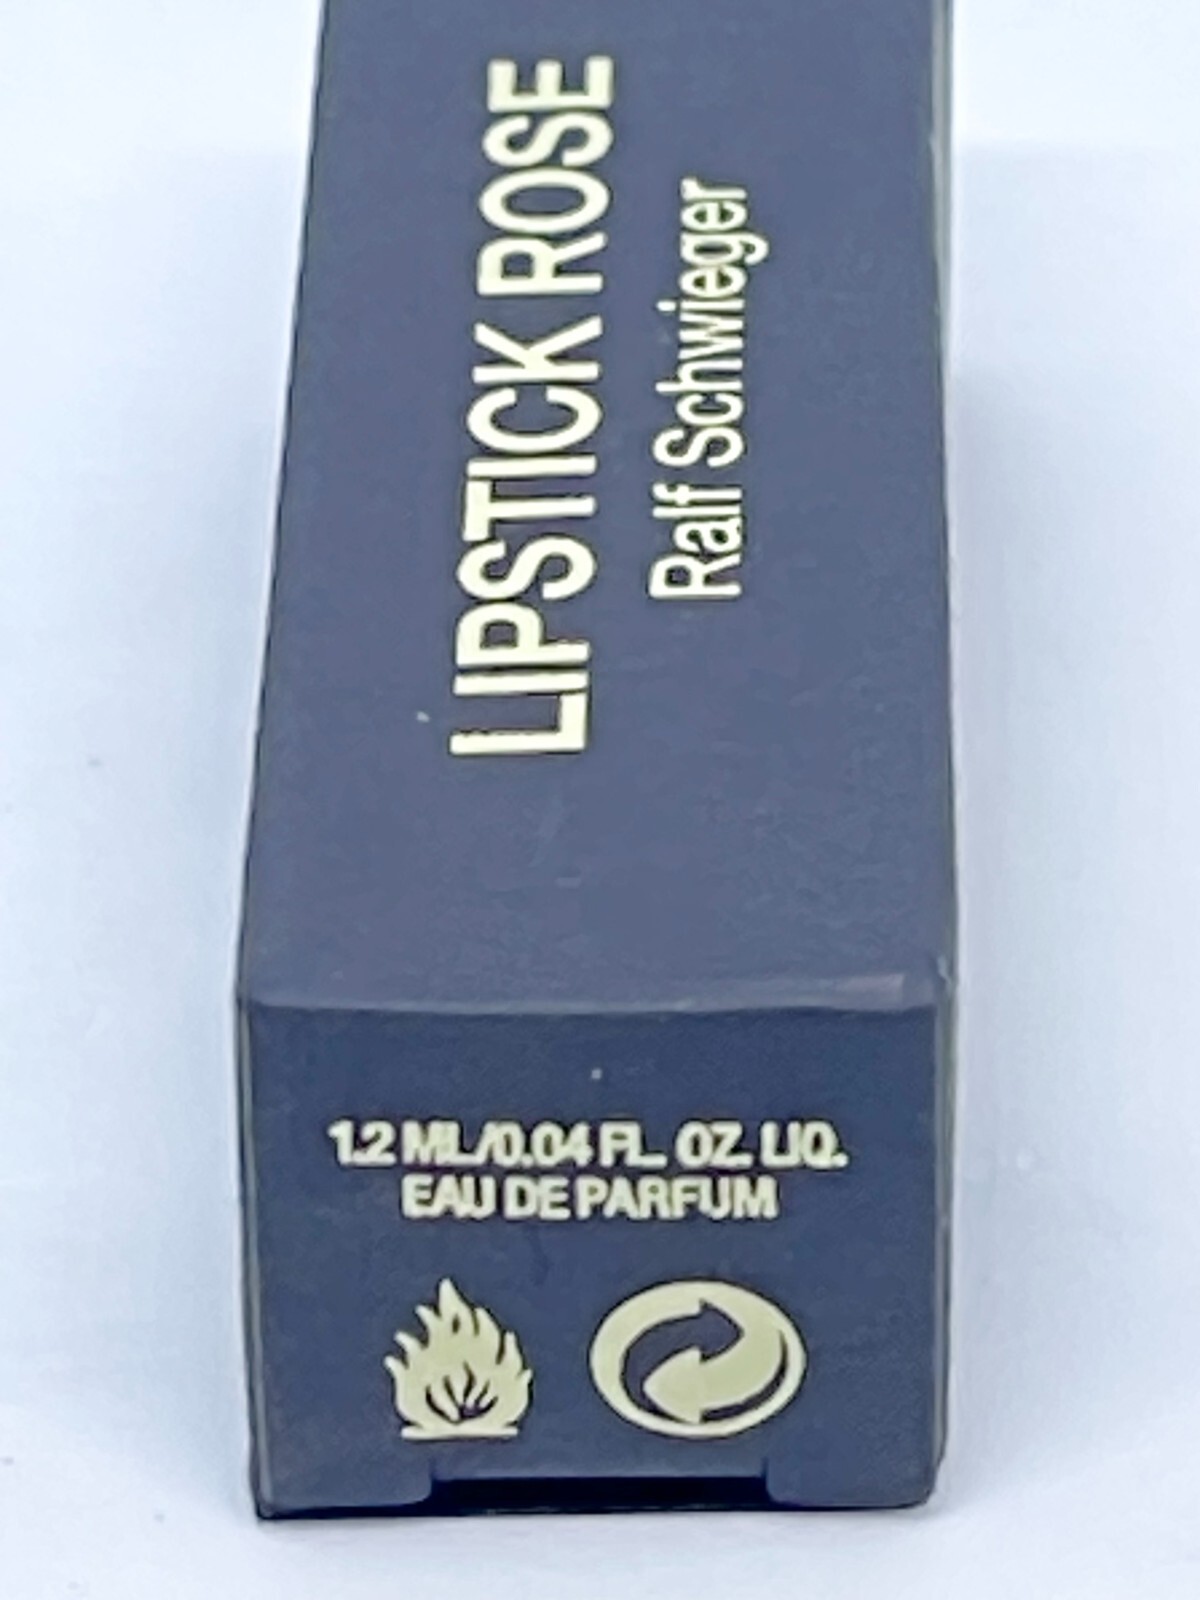 LIPSTICK ROSE
Ralf Schwieger
1.2 ML/0.04 FL. OZ. LIQ.
EAU DE PARFUM